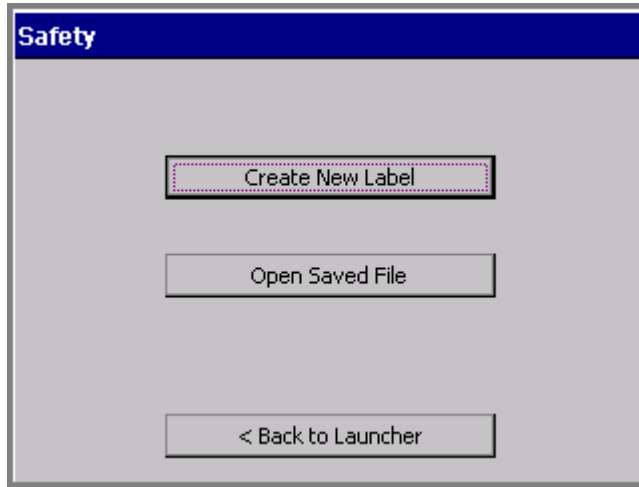 Safety
Create New Label
Open Saved File
< Back to Launcher